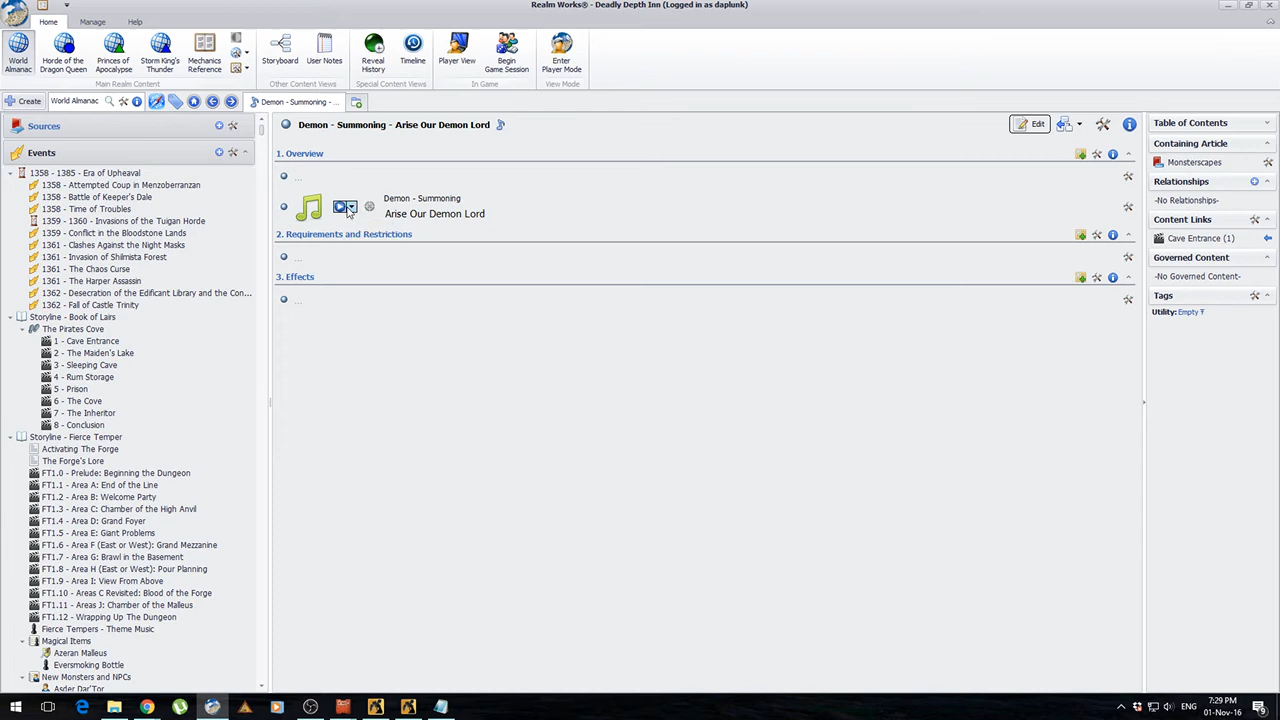 Realm Works® - Deadly Depth Inn (Logged in as daplunk)
Home Manage Help
World Almanac
Horde of the Dragon Queen
Princes of Apocalypse
Storm King's Thunder
Mechanics Reference
Storyboard
User Notes
Reveal History
Timeline
Player View
Begin Game Session
Enter Player Mode
Main Realm Content
Other Content Views
Special Content Views
In Game
View Mode
Create
World Almanac
Demon - Summoning - ...
Sources
Events
1358 - 1385 - Era of Upheaval
1358 - Attempted Coup in Menzoberranzan
1358 - Battle of Keeper's Dale
1358 - Time of Troubles
1359 - 1360 - Invasions of the Tuigan Horde
1359 - Conflict in the Bloodstone Lands
1361 - Clashes Against the Night Masks
1361 - Invasion of Shilmista Forest
1361 - The Chaos Curse
1361 - The Harper Assassin
1362 - Desecration of the Edificant Library and the Con...
1362 - Fall of Castle Trinity
Storyline - Book of Lairs
The Pirates Cove
1 - Cave Entrance
2 - The Maiden's Lake
3 - Sleeping Cave
4 - Rum Storage
5 - Prison
6 - The Cove
7 - The Inheritor
8 - Conclusion
Storyline - Fierce Temper
Activating The Forge
The Forge's Lore
FT1.0 - Prelude: Beginning the Dungeon
FT1.1 - Area A: End of the Line
FT1.2 - Area B: Welcome Party
FT1.3 - Area C: Chamber of the High Anvil
FT1.4 - Area D: Grand Foyer
FT1.5 - Area E: Giant Problems
FT1.6 - Area F (East or West): Grand Mezzanine
FT1.7 - Area G: Brawl in the Basement
FT1.8 - Area H (East or West): Pour Planning
FT1.9 - Area I: View From Above
FT1.10 - Areas C Revisited: Blood of the Forge
FT1.11 - Areas J: Chamber of the Malleus
FT1.12 - Wrapping Up The Dungeon
Fierce Tempers - Theme Music
Magical Items
Azeran Malleus
Eversmoking Bottle
New Monsters and NPCs
Asder Dar'Tor
Demon - Summoning - Arise Our Demon Lord
Edit
1. Overview
...
Demon - Summoning
Arise Our Demon Lord
2. Requirements and Restrictions
...
3. Effects
...
Table of Contents
Containing Article
Monsterscapes
Relationships
-No Relationships-
Content Links
Cave Entrance (1)
Governed Content
-No Governed Content-
Tags
Utility: Empty
ENG
7:29 PM
01-Nov-16